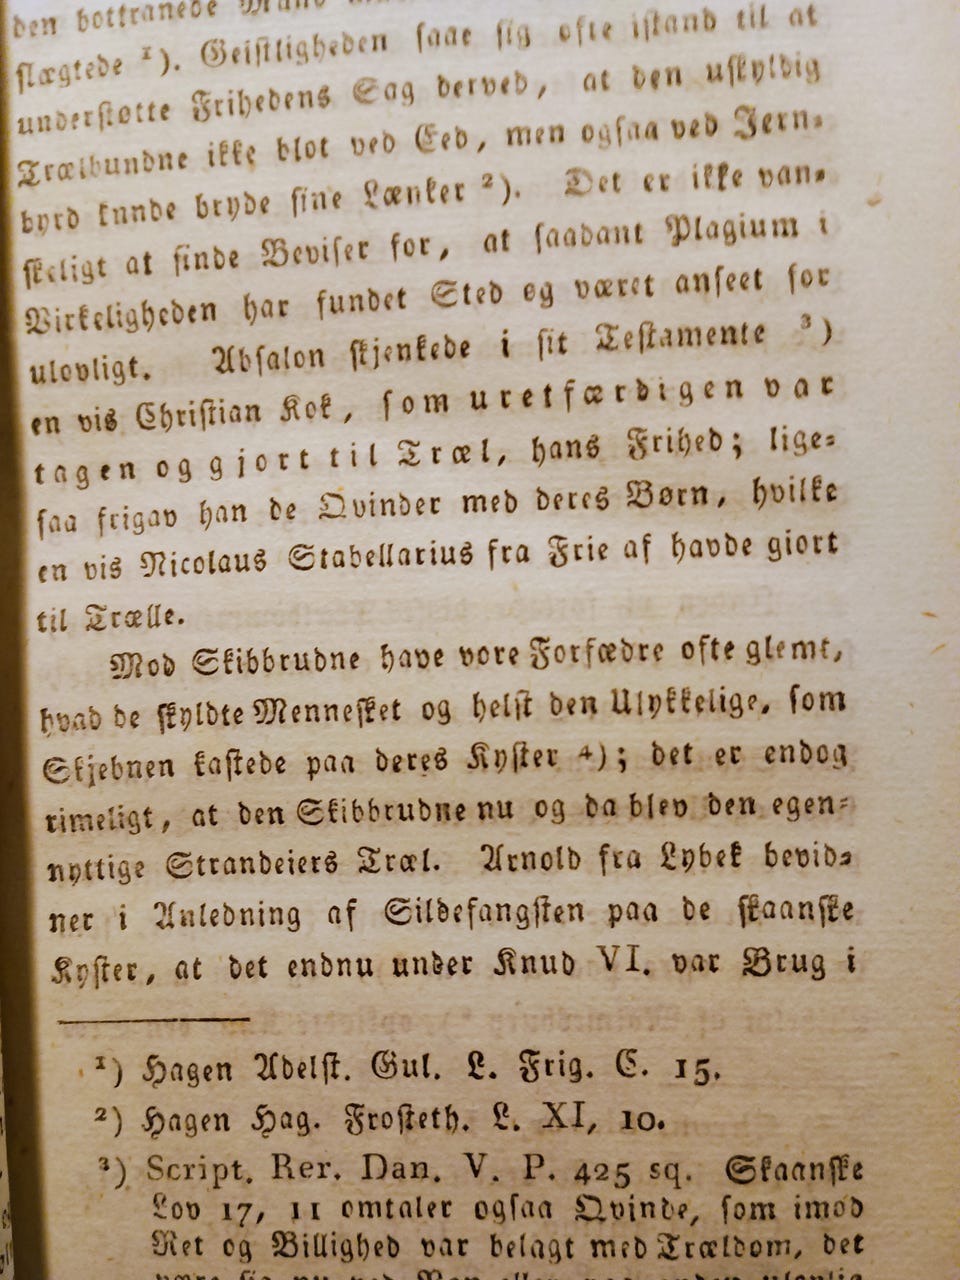 den bortranede
slægtede ¹). Geistligheden saae sig ofte istand til at
understøtte Frihedens Sag derved, at den uskyldig
Trælbundne ikke blot ved Eed, men ogsaa ved Jern-
byrd kunde bryde sine Lænker ²). Det er ikke van-
skeligt at finde Beviser for, at saadant Plagium i
Virkeligheden har fundet Sted og været anseet for
ulovligt. Absalon skjenkede i sit Testamente ³)
en vis Christian Kok, som uretfærdigen var
tagen og gjort til Træl, hans Frihed; lige-
saa frigav han de Qvinder med deres Børn, hvilke
en vis Nicolaus Stabellarius fra Frie af havde giort
til Trælle.
Mod Skibbrudne have vore Forfædre ofte glemt,
hvad de skyldte Mennesket og helst den Ulykkelige, som
Skjebnen kastede paa deres Kyster ⁴); det er endog
rimeligt, at den Skibbrudne nu og da blev den egen-
nyttige Strandeiers Træl. Arnold fra Lybek bevid-
ner i Anledning af Sildefangsten paa de skaanske
Kyster, at det endnu under Knud VI. var Brug i
¹) Hagen Adelst. Gul. L. Frig. C. 15.
²) Hagen Hag. Frosteth. L. XI, 10.
³) Script. Rer. Dan. V. P. 425 sq. Skaanske
Lov 17, 11 omtaler ogsaa Qvinde, som imod
Ret og Billighed var belagt med Trældom, det